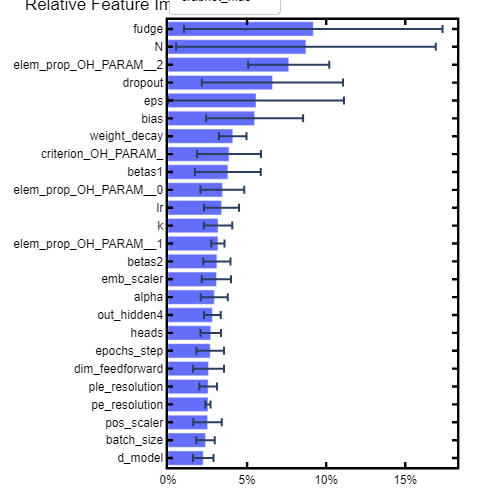 Relative Feature Im
fudge
N
elem_prop_OH_PARAM__2
dropout
eps
bias
weight_decay
criterion_OH_PARAM_
betas1
elem_prop_OH_PARAM__0
lr
k
elem_prop_OH_PARAM__1
betas2
emb_scaler
alpha
out_hidden4
heads
epochs_step
dim_feedforward
ple_resolution
pe_resolution
pos_scaler
batch_size
d_model
0%
5%
10%
15%